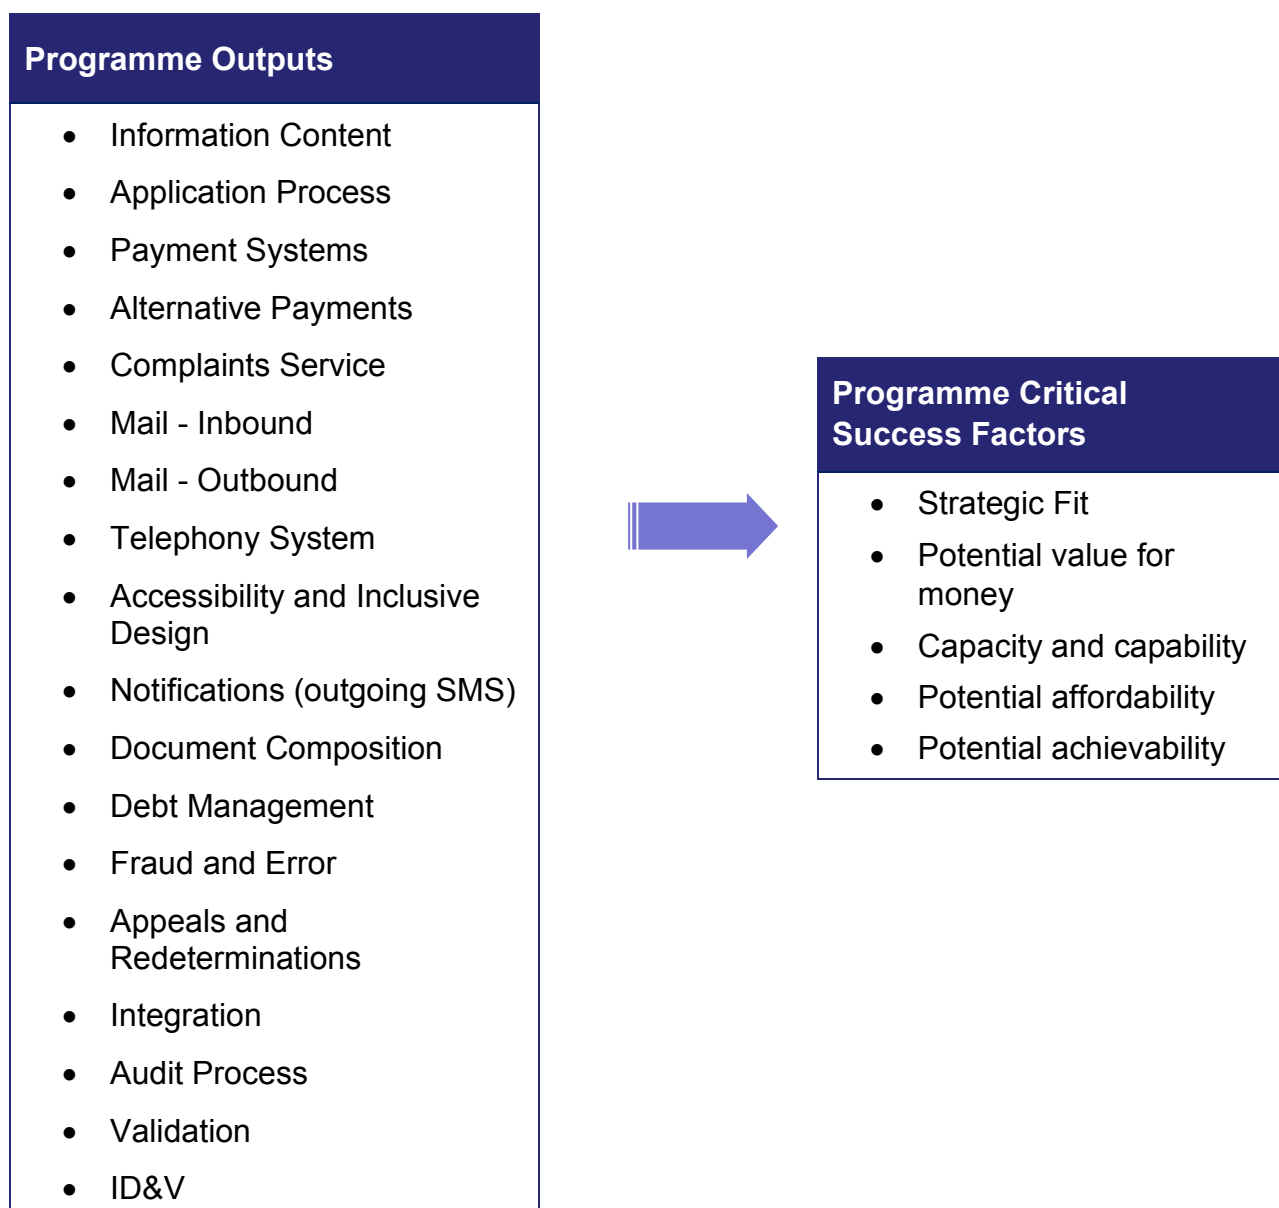 Programme Outputs
• Information Content
• Application Process
• Payment Systems
• Alternative Payments
• Complaints Service
• Mail - Inbound
• Mail - Outbound
• Telephony System
• Accessibility and Inclusive
Design
• Notifications (outgoing SMS)
• Document Composition
• Debt Management
• Fraud and Error
• Appeals and
Redeterminations
• Integration
• Audit Process
• Validation
• ID&V
Programme Critical
Success Factors
• Strategic Fit
• Potential value for
money
• Capacity and capability
• Potential affordability
• Potential achievability